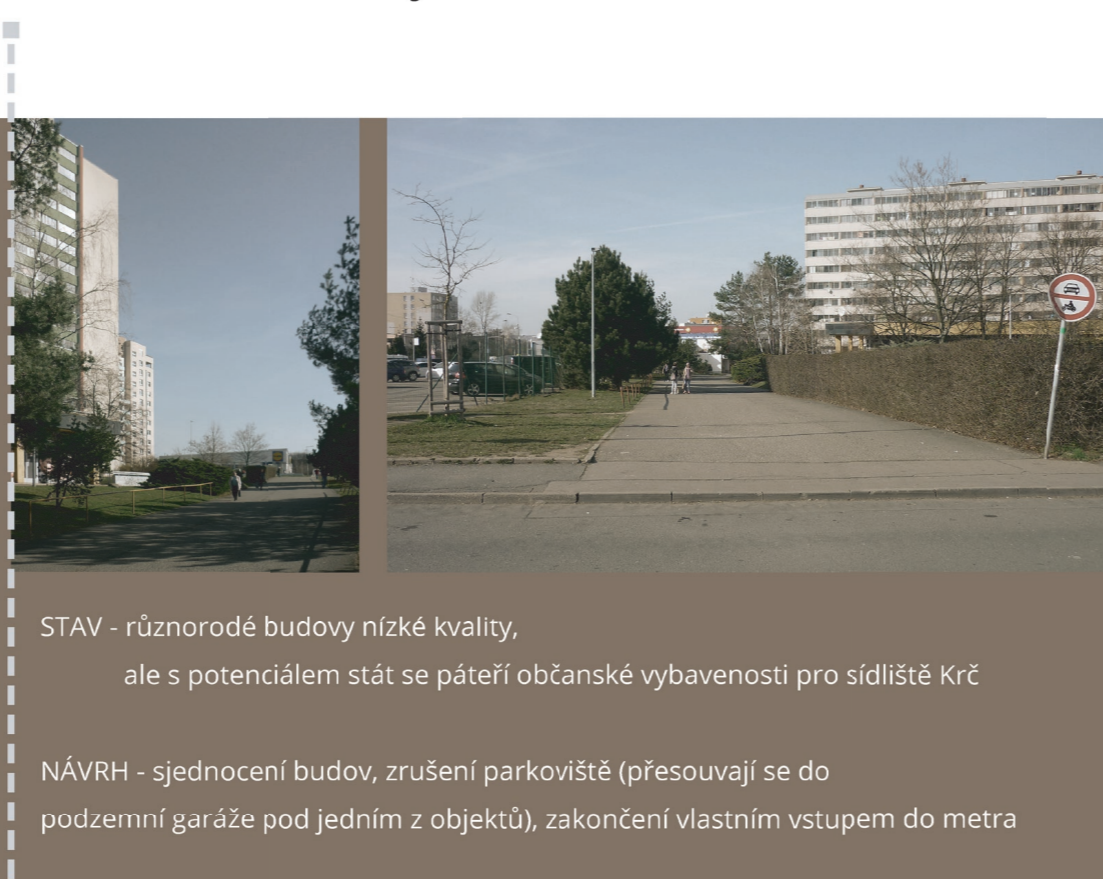 STAV - různorodé budovy nízké kvality,
ale s potenciálem stát se páteří občanské vybavenosti pro sídliště Krč
NÁVRH - sjednocení budov, zrušení parkoviště (přesouvají se do
podzemní garáže pod jedním z objektů), zakončení vlastním vstupem do metra